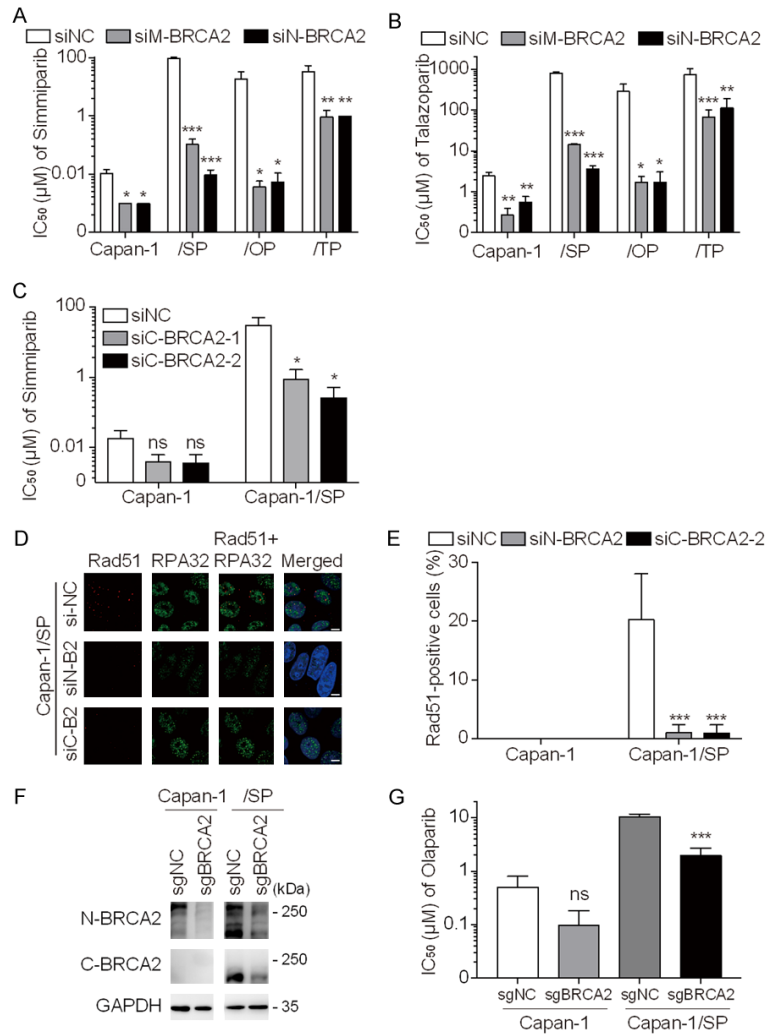 A
siNC siM-BRCA2 siN-BRCA2
IC50 (µM) of Simmiparib
100
1
0.01
0
* *
*** ***
* *
** **
Capan-1 /SP /OP /TP
B
siNC siM-BRCA2 siN-BRCA2
IC50 (µM) of Talazoparib
1000
100
10
1
0
** **
*** ***
* *
*** **
Capan-1 /SP /OP /TP
C
siNC
siC-BRCA2-1
siC-BRCA2-2
IC50 (µM) of Simmiparib
100
1
0.01
0
ns ns
* *
Capan-1 Capan-1/SP
D
Rad51+
Rad51 RPA32 RPA32 Merged
Capan-1/SP
si-NC
siN-B2
siC-B2
E
siNC siN-BRCA2 siC-BRCA2-2
Rad51-positive cells (%)
30
20
10
0
*** ***
Capan-1 Capan-1/SP
F
Capan-1 /SP
sgNC sgBRCA2 sgNC sgBRCA2 (kDa)
N-BRCA2 - 250
C-BRCA2 - 250
GAPDH - 35
G
IC50 (µM) of Olaparib
10
1
0.1
0
ns
***
sgNC sgBRCA2 sgNC sgBRCA2
Capan-1 Capan-1/SP